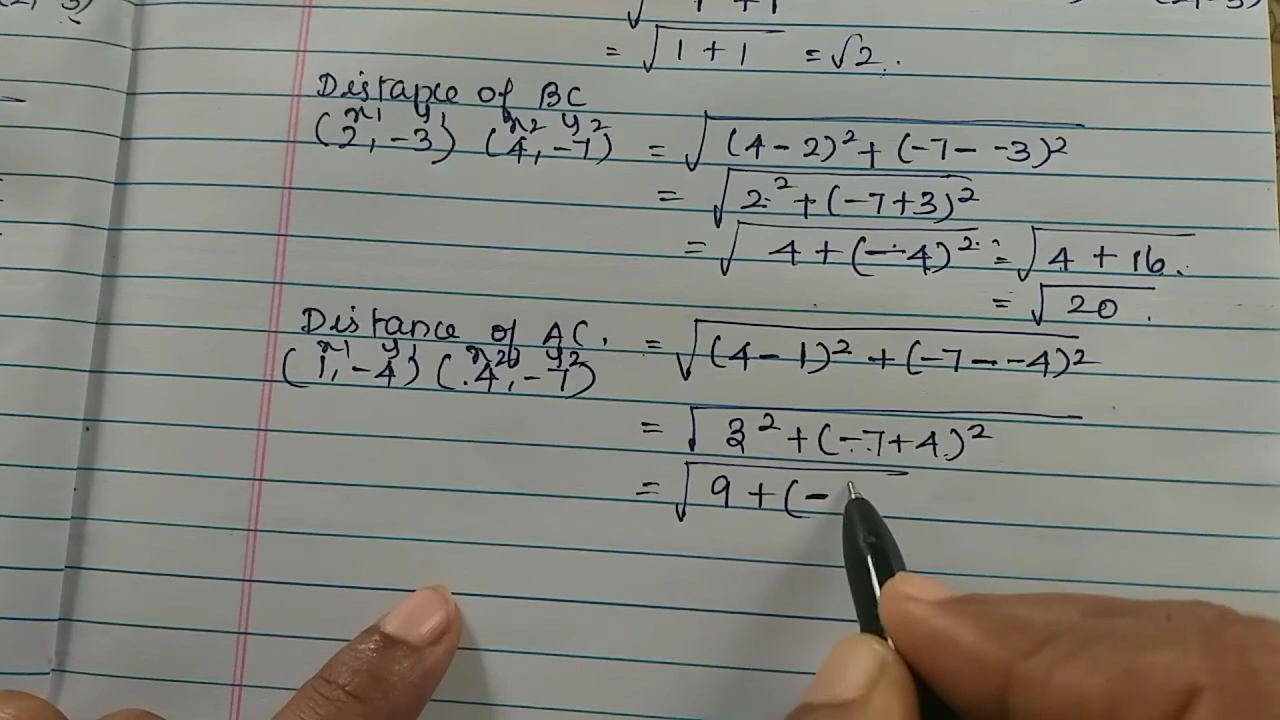 √1+1
= √1 + 1 = √2.
Distance of BC
x1 y1 x2 y2
(2, -3) (4, -7) = √(4-2)² + (-7--3)²
= √2² + (-7+3)²
= √4 + (-4)² = √4 + 16.
= √20.
Distance of AC.
x1 y1 x2 y2
(1, -4) (4, -7) = √(4-1)² + (-7--4)²
= √3² + (-7+4)²
= √9 + (-